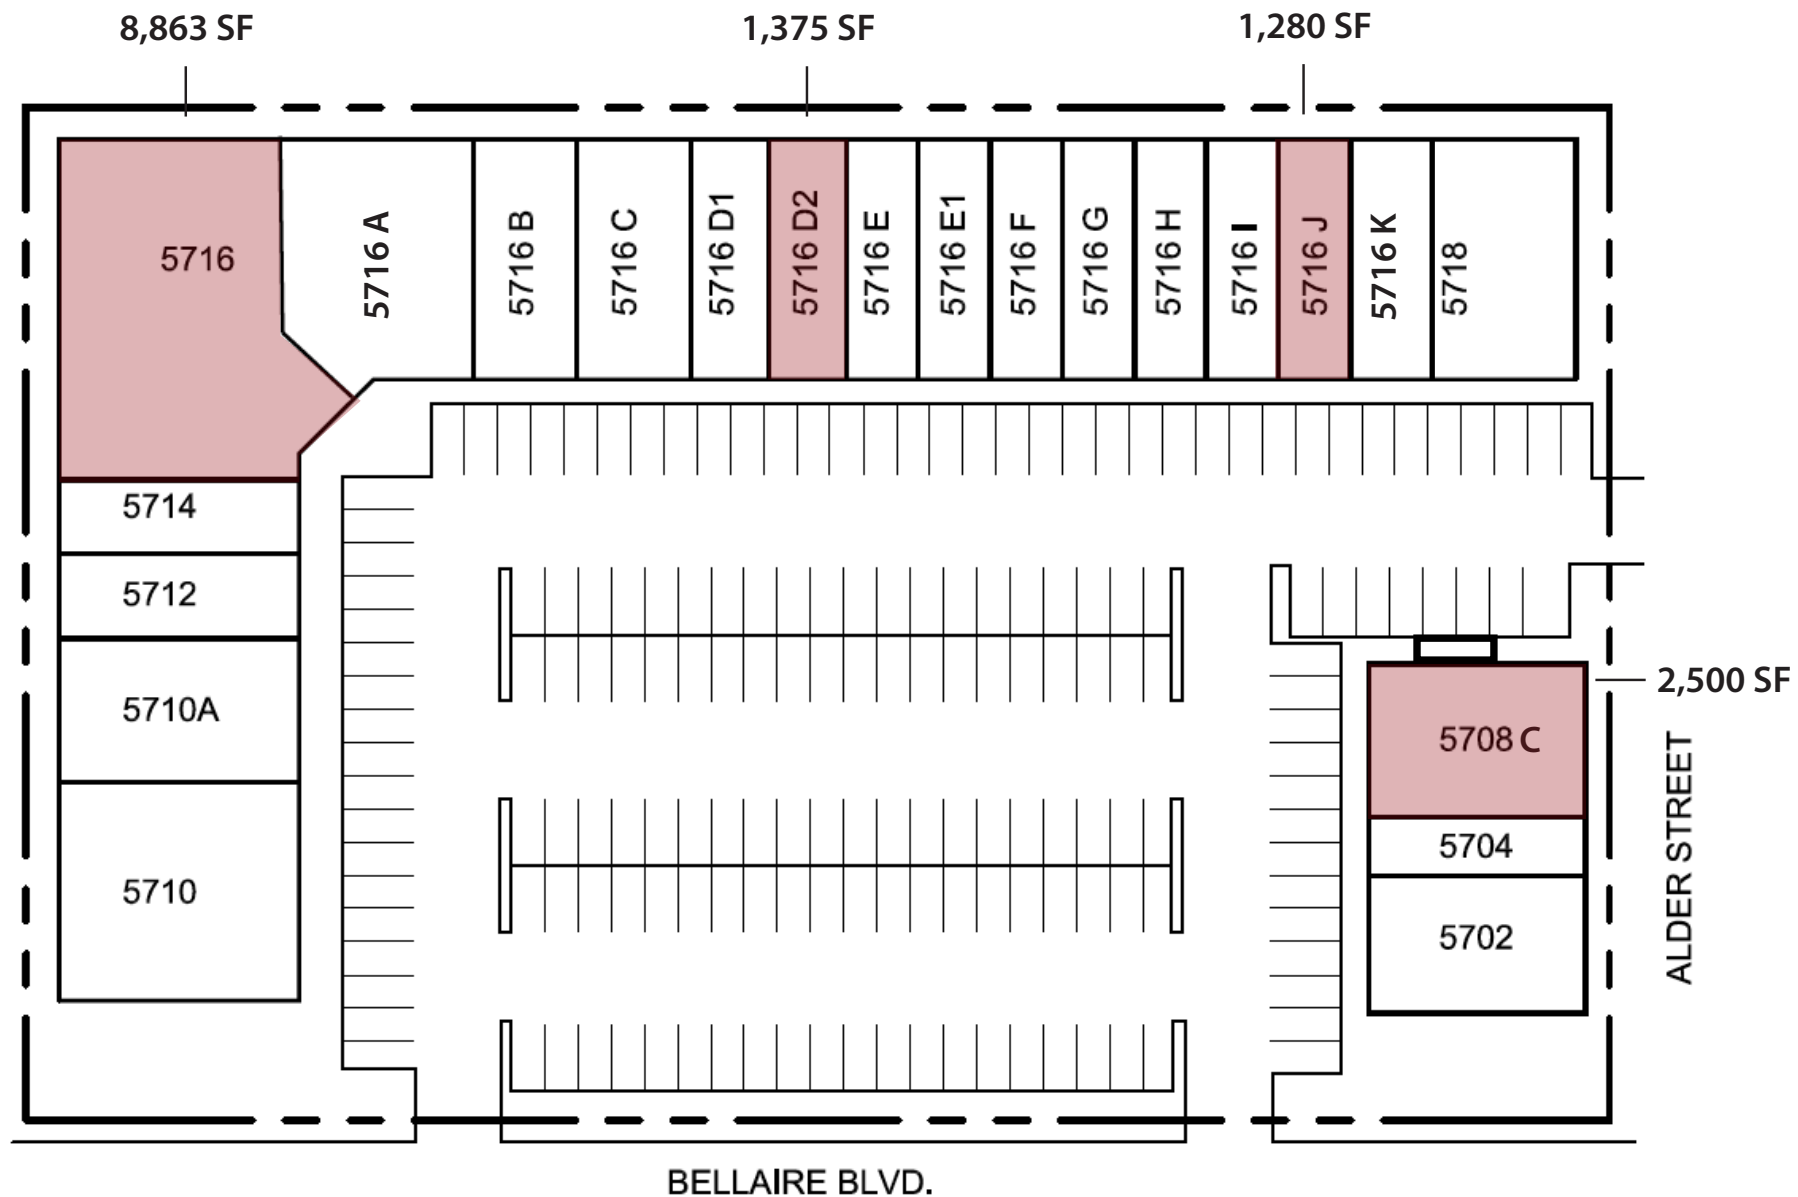 8,863 SF
1,375 SF
1,280 SF
5716
5716 A
5716 B
5716 C
5716 D1
5716 D2
5716 E
5716 E1
5716 F
5716 G
5716 H
5716 I
5716 J
5716 K
5718
5714
5712
5710A
5710
2,500 SF
5708 C
5704
5702
ALDER STREET
BELLAIRE BLVD.